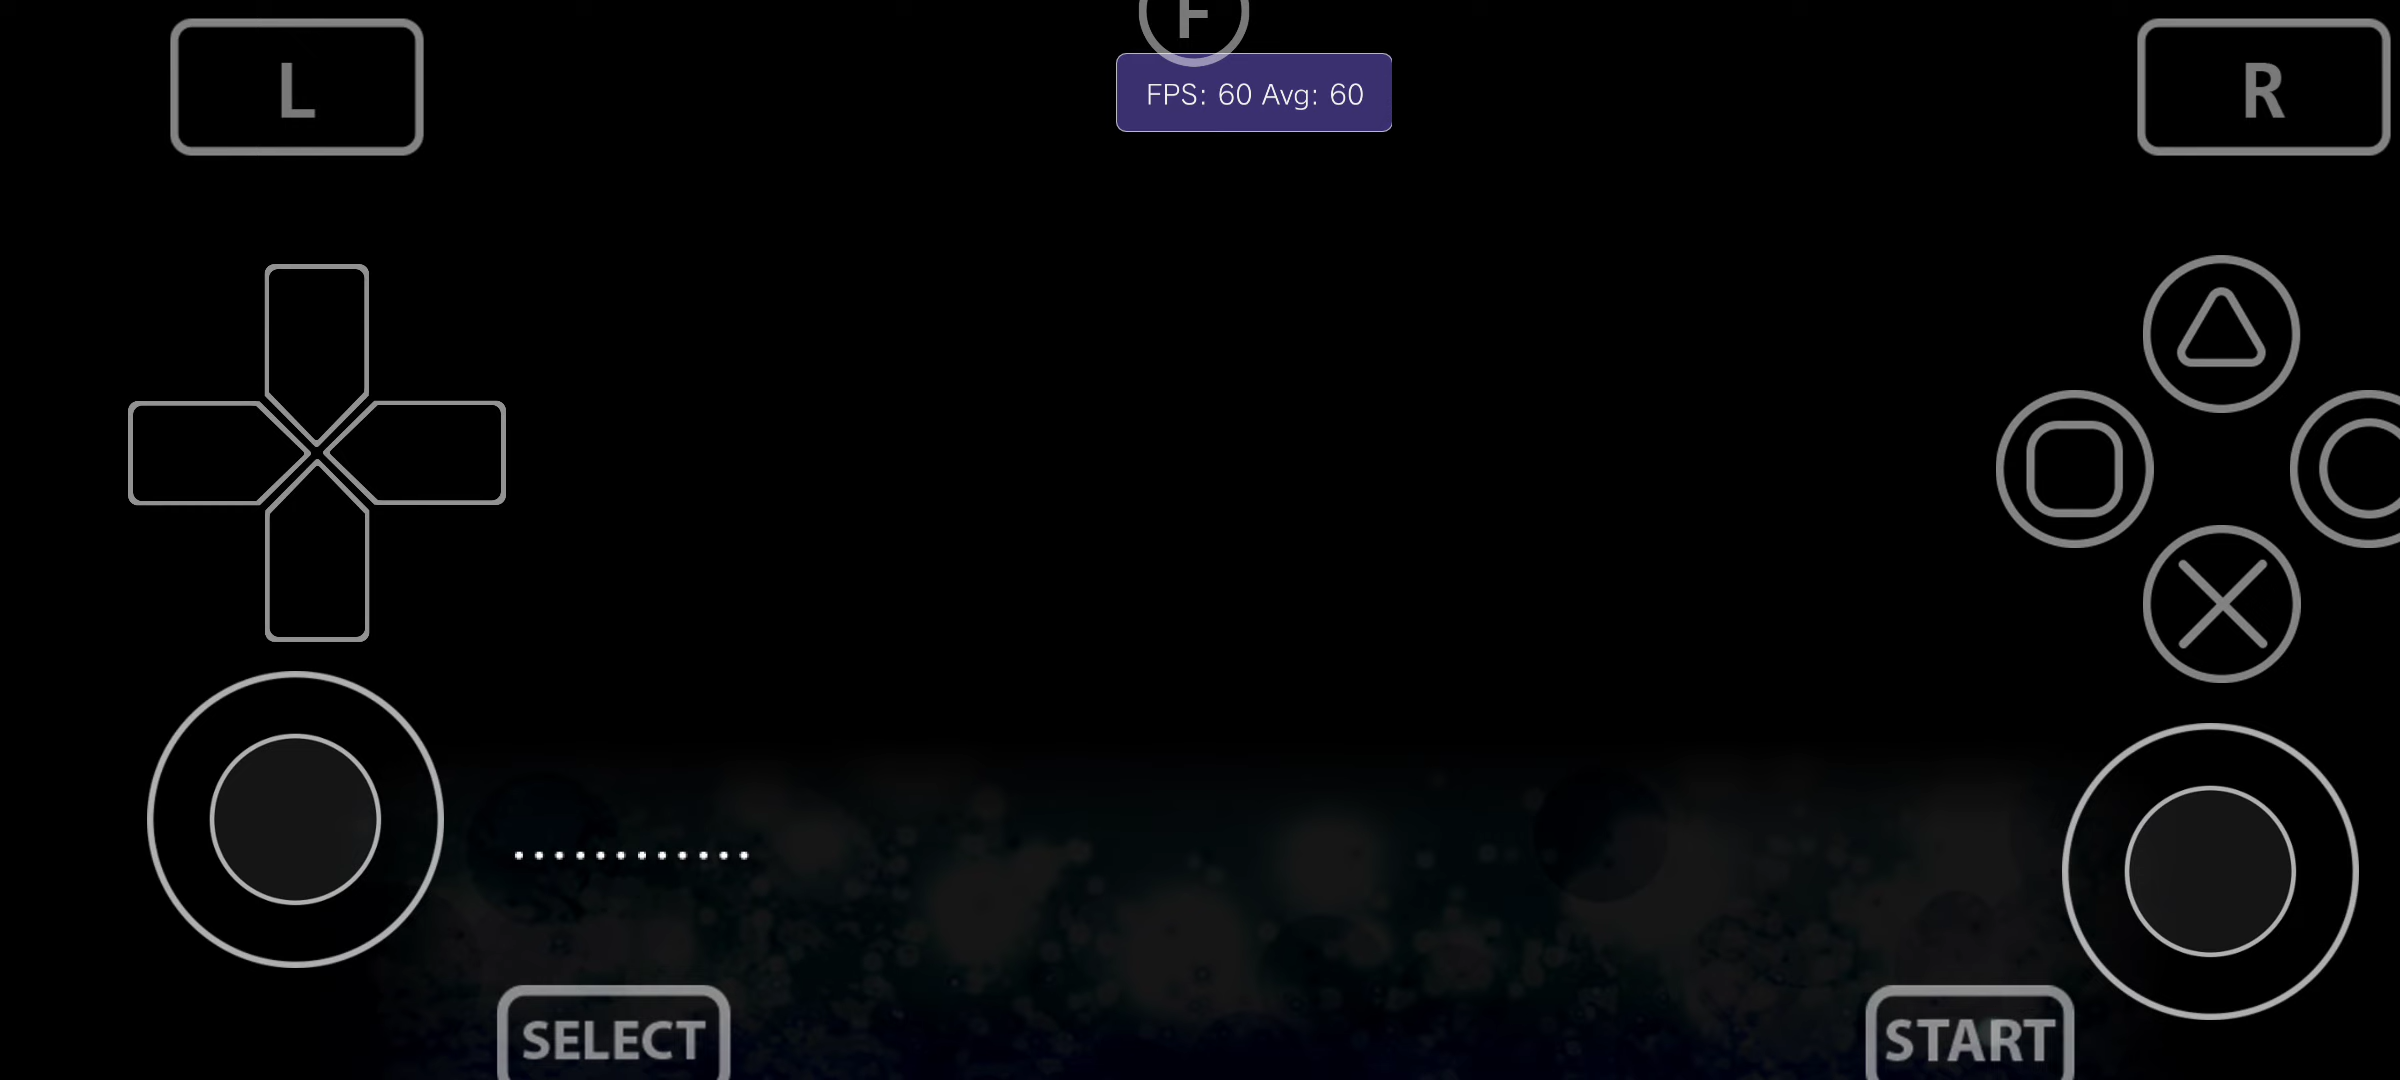 F
L
FPS: 60 Avg: 60
R
............
SELECT
START